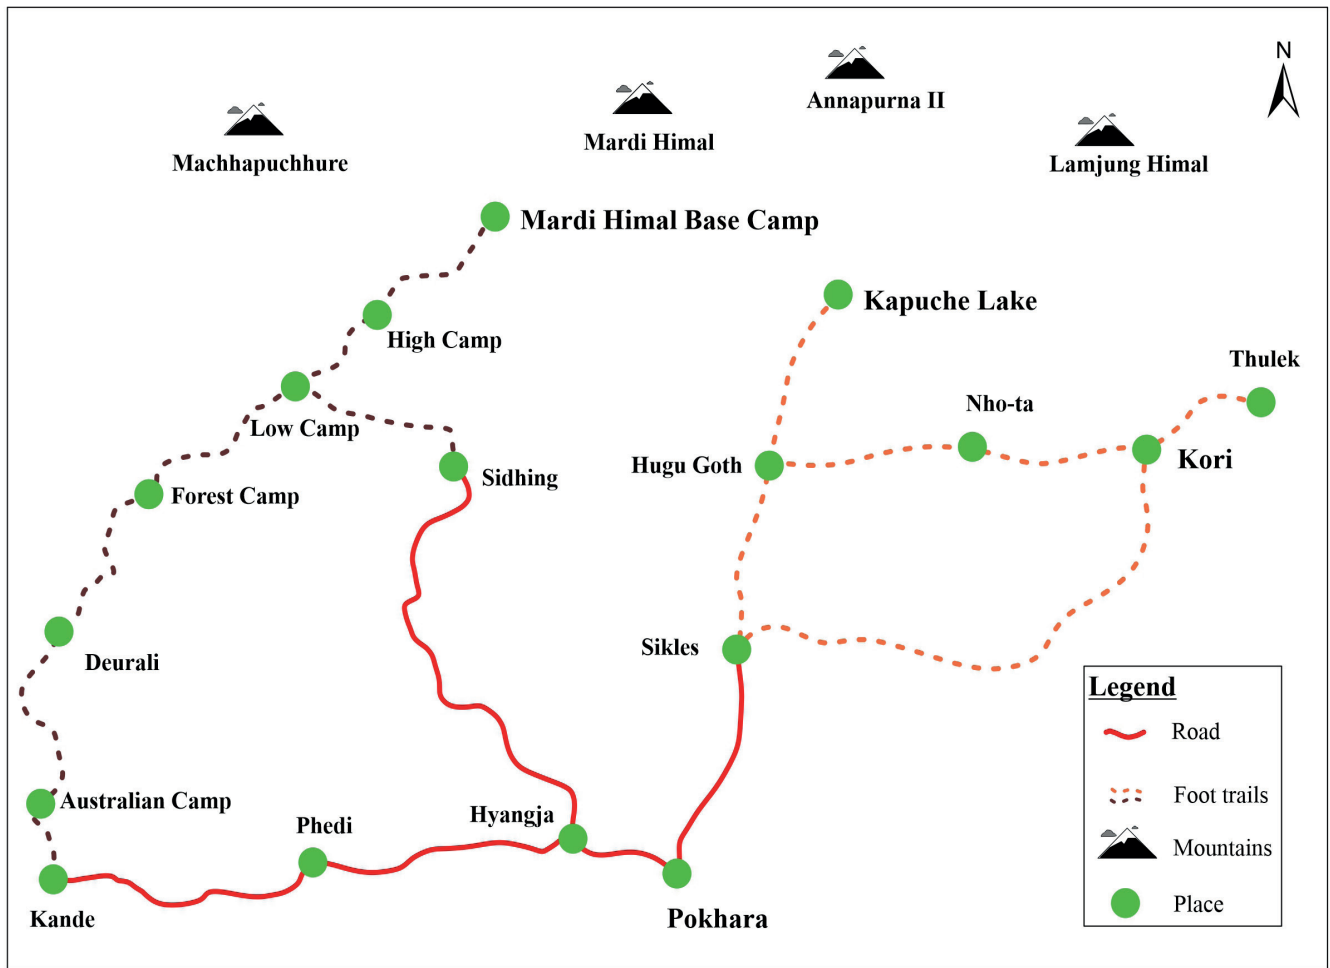 N
Annapurna II
Mardi Himal
Machhapuchhure
Lamjung Himal
Mardi Himal Base Camp
Kapuche Lake
High Camp
Thulek
Nho-ta
Low Camp
Hugu Goth
Kori
Sidhing
Forest Camp
Sikles
Deurali
Legend
Road
Foot trails
Mountains
Place
Australian Camp
Hyangja
Phedi
Kande
Pokhara